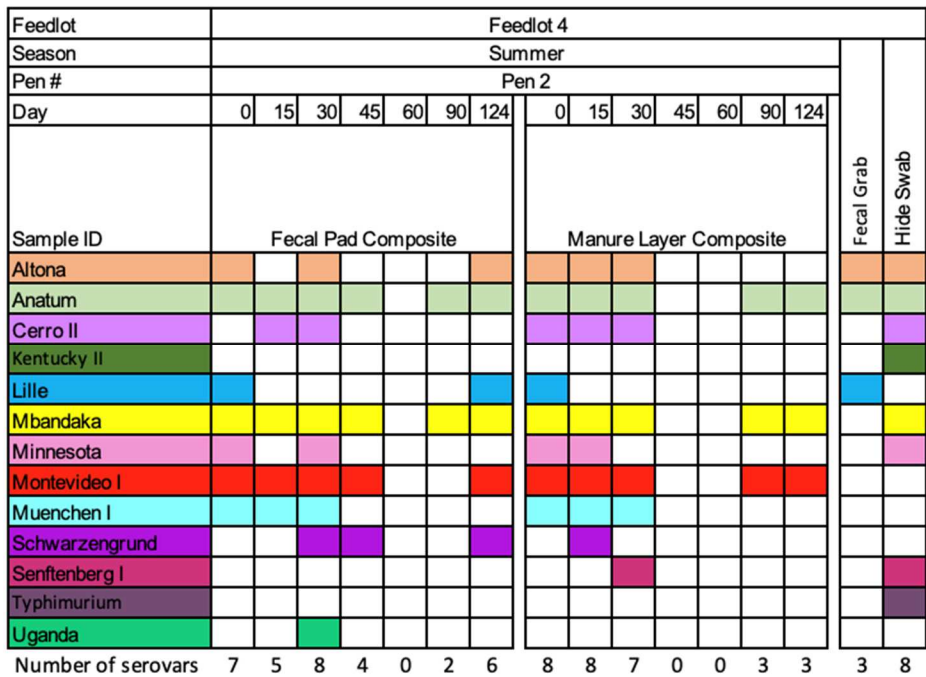 Feedlot Feedlot 4
Season Summer
Pen # Pen 2
Day 0 15 30 45 60 90 124 0 15 30 45 60 90 124
Sample ID Fecal Pad Composite Manure Layer Composite Fecal Grab Hide Swab
Altona
Anatum
Cerro II
Kentucky II
Lille
Mbandaka
Minnesota
Montevideo I
Muenchen I
Schwarzengrund
Senftenberg I
Typhimurium
Uganda
Number of serovars 7 5 8 4 0 2 6 8 8 7 0 0 3 3 3 8